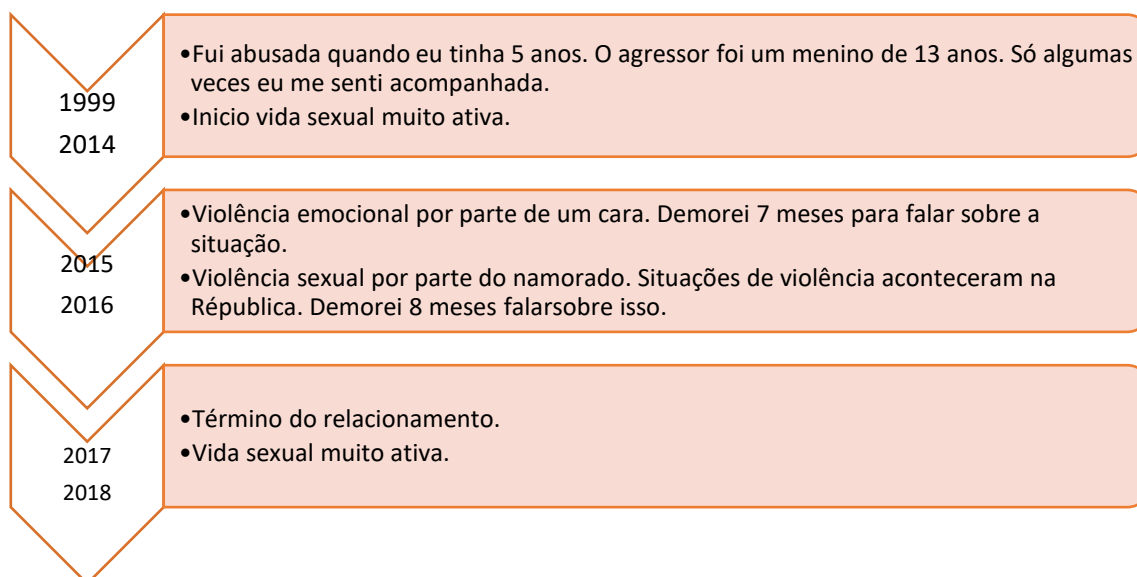 1999
2014
•Fui abusada quando eu tinha 5 anos. O agressor foi um menino de 13 anos. Só algumas
veces eu me senti acompanhada.
•Inicio vida sexual muito ativa.
2015
2016
•Violência emocional por parte de um cara. Demorei 7 meses para falar sobre a
situação.
•Violência sexual por parte do namorado. Situações de violência aconteceram na
Répública. Demorei 8 meses falarsobre isso.
2017
2018
•Término do relacionamento.
•Vida sexual muito ativa.